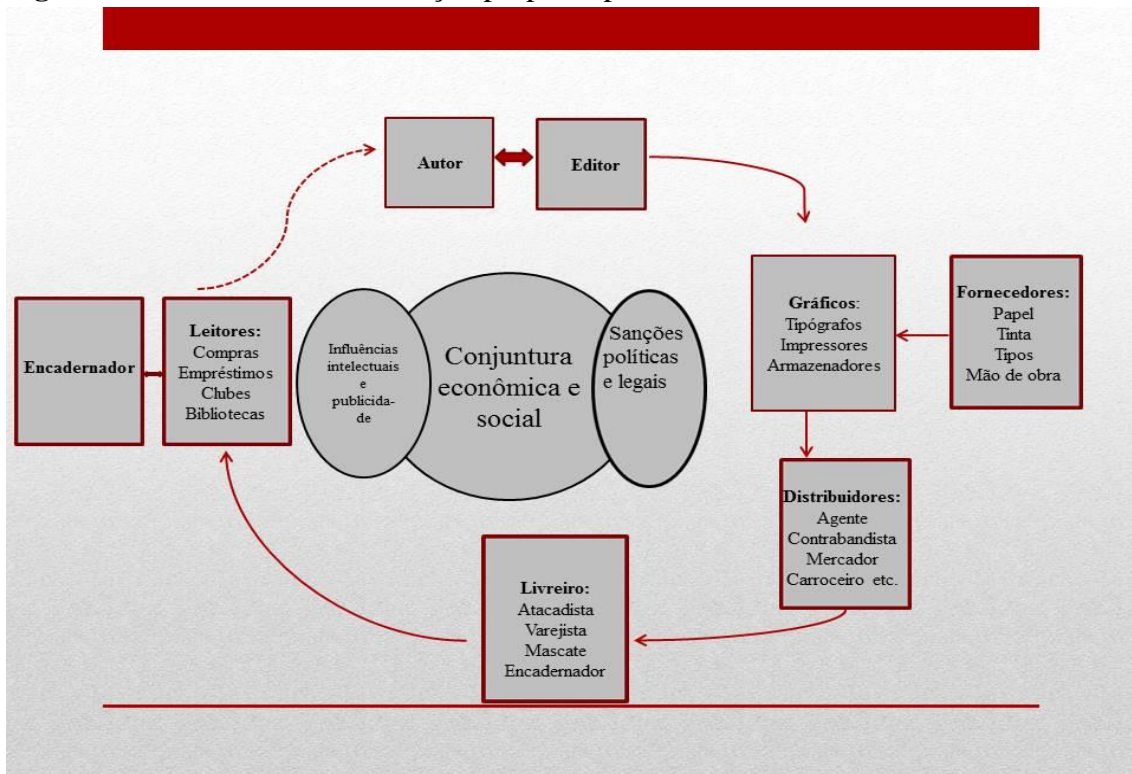 Autor
Editor
Gráficos:
Tipógrafos
Impressores
Armazenadores
Fornecedores:
Papel
Tinta
Tipos
Mão de obra
Encadernador
Leitores:
Compras
Empréstimos
Clubes
Bibliotecas
Influências
intelectuais
e
publicida-
de
Conjuntura
econômica e
social
Sanções
políticas
e legais
Distribuidores:
Agente
Contrabandista
Mercador
Carroceiro etc.
Livreiro:
Atacadista
Varejista
Mascate
Encadernador